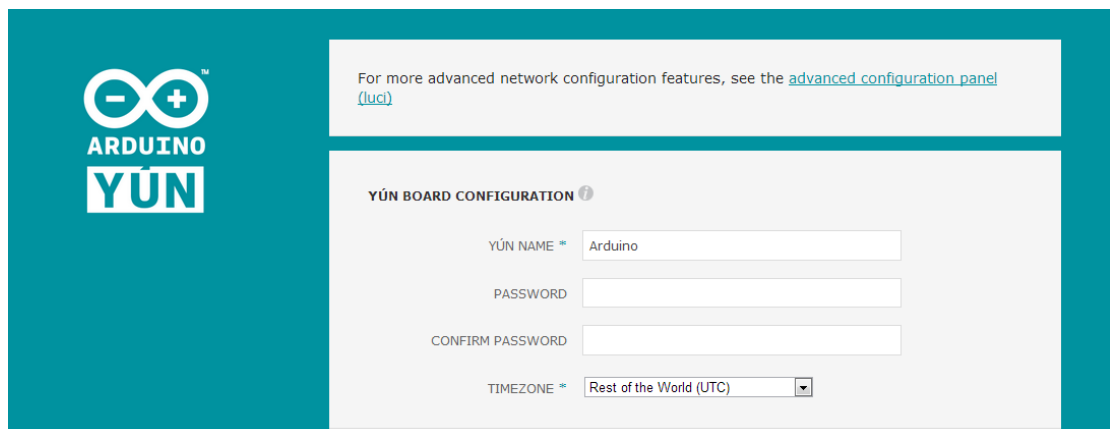 ARDUINO
YÚN
For more advanced network configuration features, see the advanced configuration panel
(luci)
YÚN BOARD CONFIGURATION
YÚN NAME * Arduino
PASSWORD
CONFIRM PASSWORD
TIMEZONE * Rest of the World (UTC)